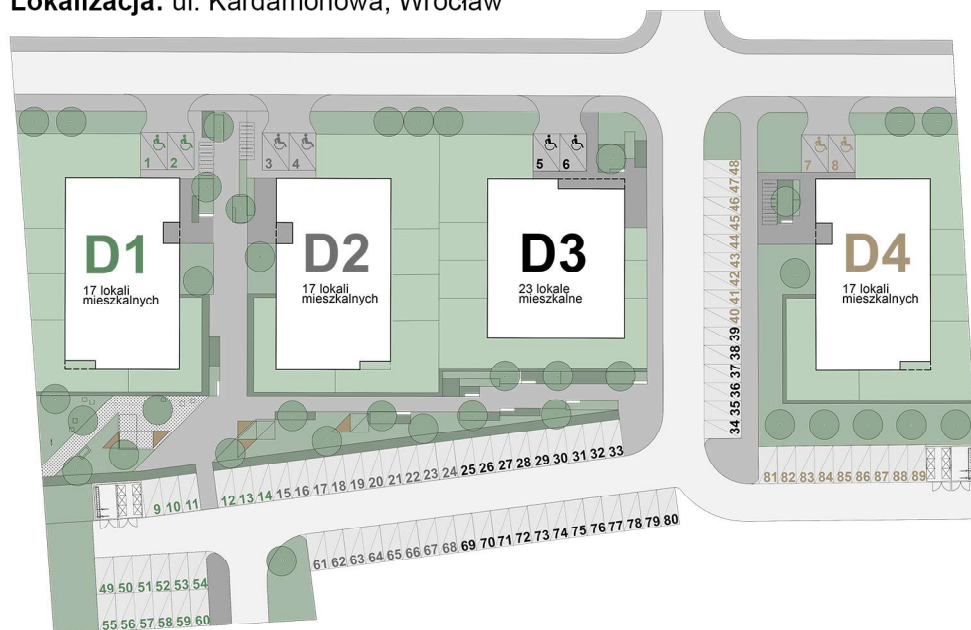 Lokalizacja: ul. Kardamonowa, Wrocław
1 2
3 4
5 6
7 8
D1
17 lokali
mieszkalnych
D2
17 lokali
mieszkalnych
D3
23 lokale
mieszkalne
D4
17 lokali
mieszkalnych
34 35 36 37 38 39 40 41 42 43 44 45 46 47 48
9 10 11
12 13 14 15 16 17 18 19 20 21 22 23 24 25 26 27 28 29 30 31 32 33
81 82 83 84 85 86 87 88 89
61 62 63 64 65 66 67 68 69 70 71 72 73 74 75 76 77 78 79 80
49 50 51 52 53 54
55 56 57 58 59 60